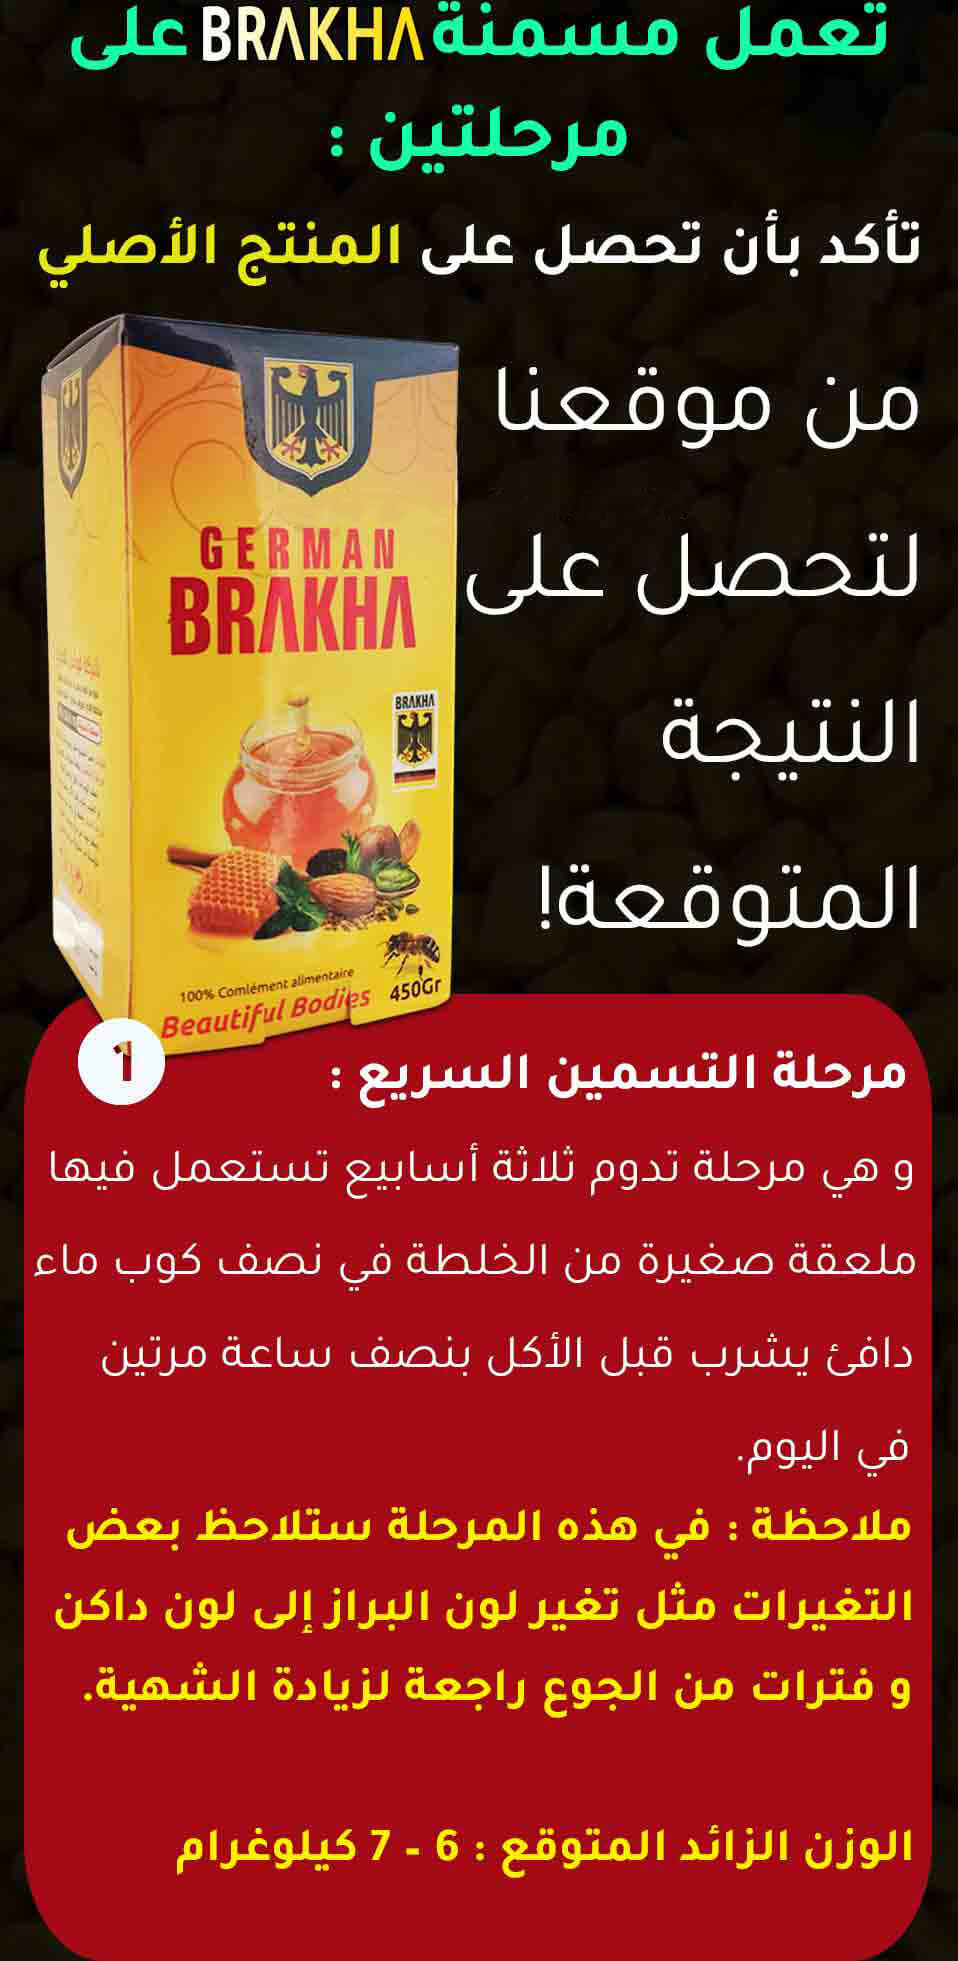 تعمل مسمنة BRAKHA على
مرحلتين :
تأكد بأن تحصل على المنتج الأصلي
من موقعنا
لتحصل على
النتيجة
المتوقعة!
GERMAN
BRAKHA
BRAKHA
100% Comlément alimentaire
Beautiful Bodies
450Gr
1
مرحلة التسمين السريع :
و هي مرحلة تدوم ثلاثة أسابيع تستعمل فيها
ملعقة صغيرة من الخلطة في نصف كوب ماء
دافئ يشرب قبل الأكل بنصف ساعة مرتين
في اليوم.
ملاحظة : في هذه المرحلة ستلاحظ بعض
التغيرات مثل تغير لون البراز إلى لون داكن
و فترات من الجوع راجعة لزيادة الشهية.
الوزن الزائد المتوقع : 6 - 7 كيلوغرام